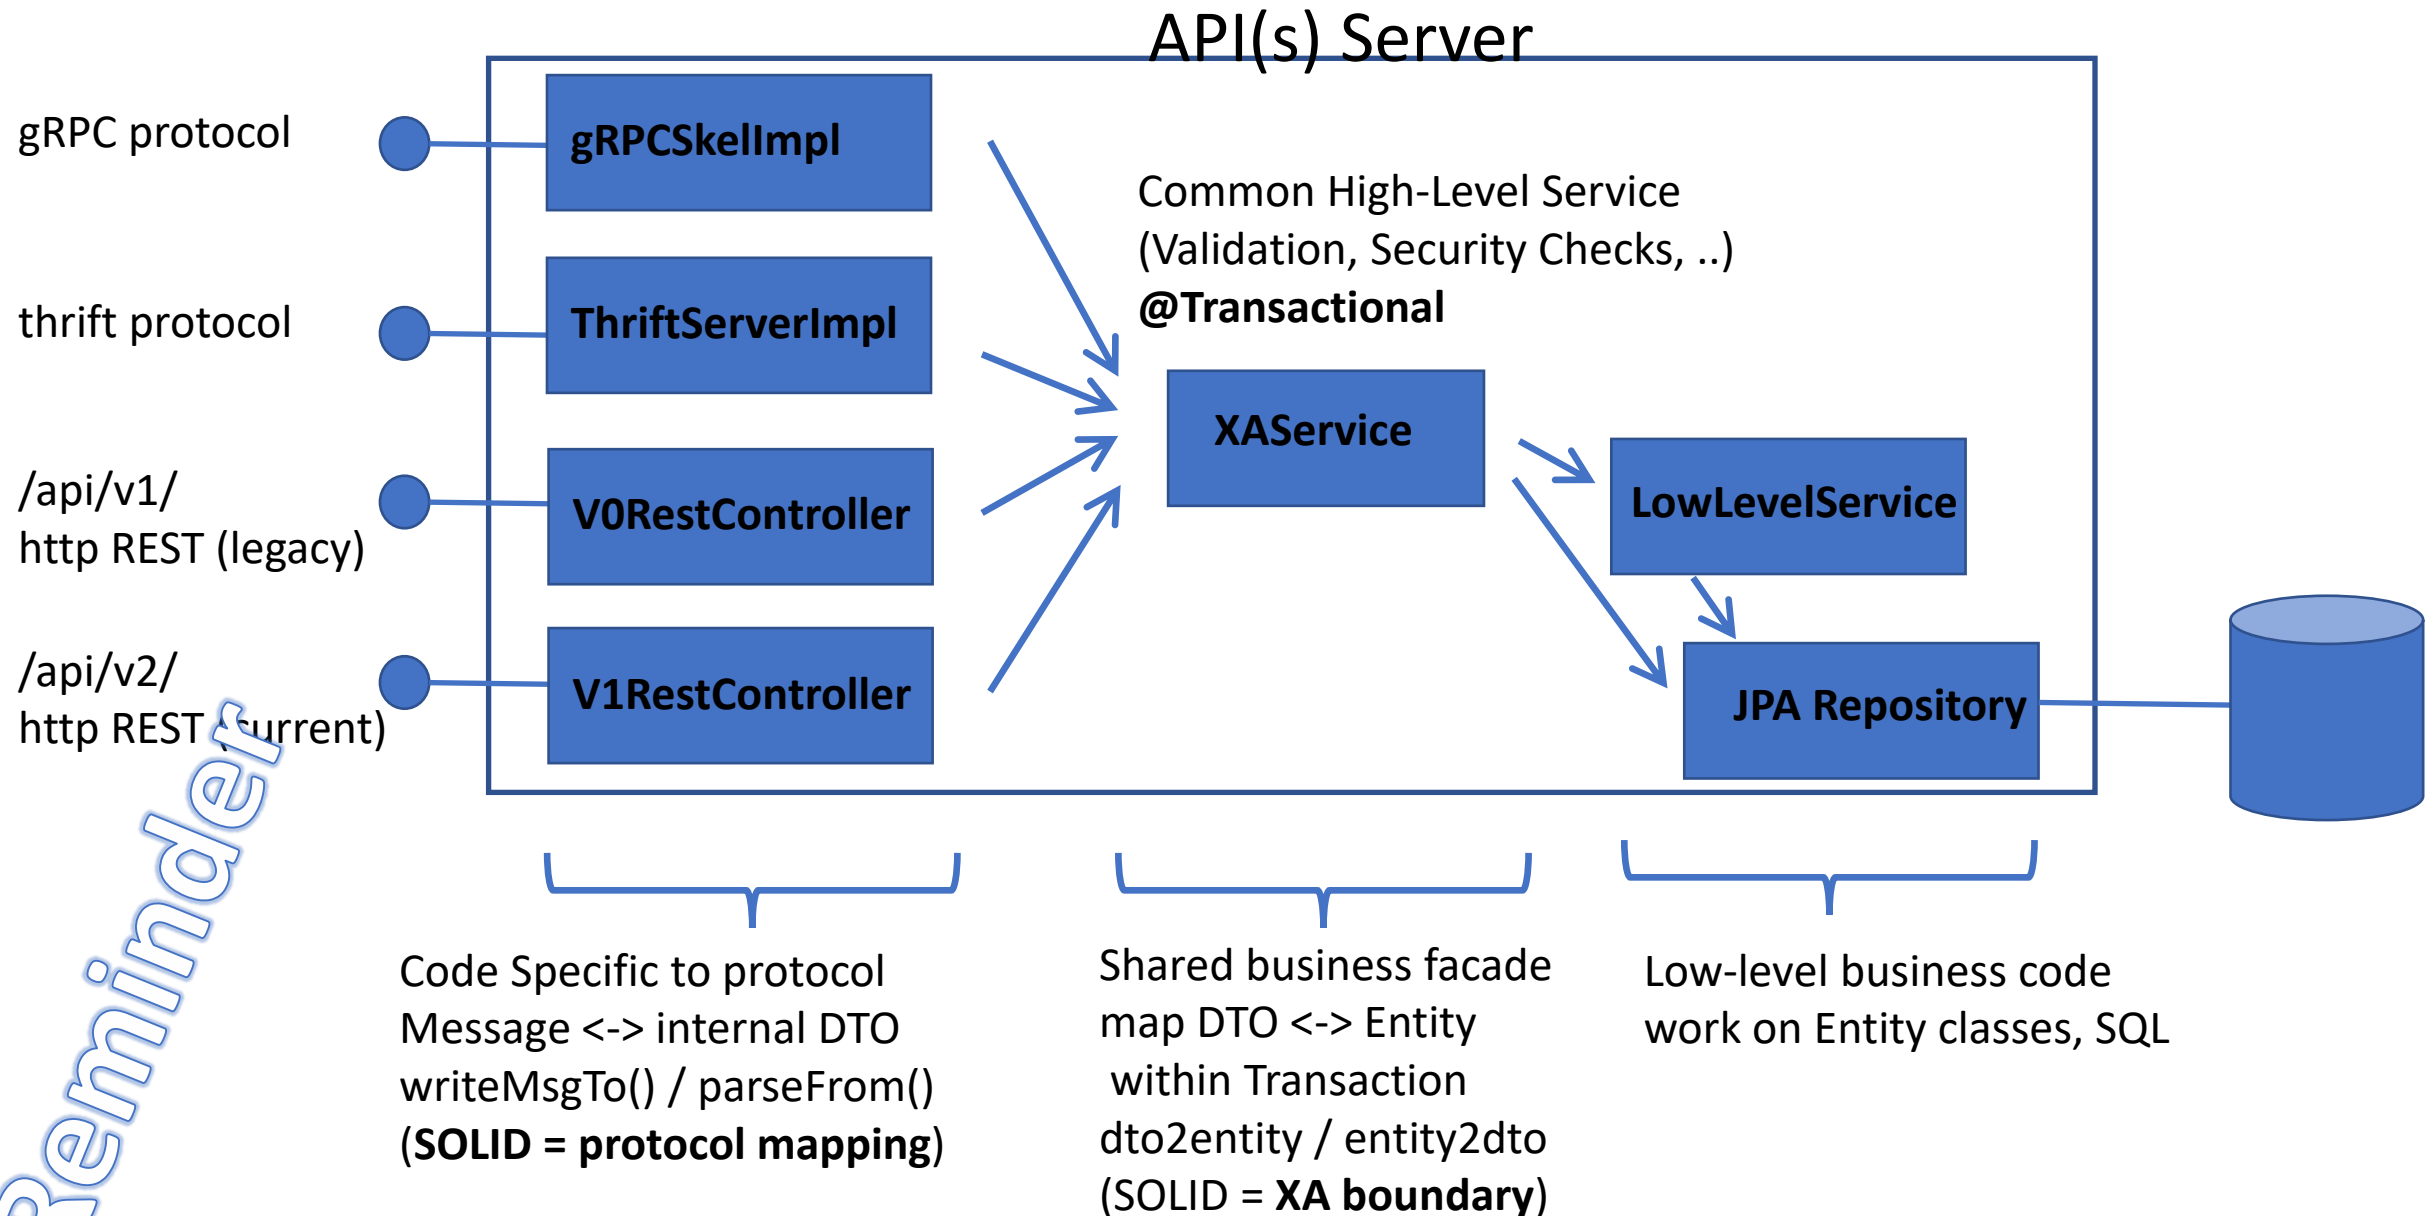 API(s) Server
gRPC protocol
gRPCSkelImpl
Common High-Level Service
(Validation, Security Checks, ..)
@Transactional
thrift protocol
ThriftServerImpl
XAService
/api/v1/
http REST (legacy)
V0RestController
LowLevelService
/api/v2/
http REST (current)
V1RestController
JPA Repository
Reminder
Code Specific to protocol
Message <-> internal DTO
writeMsgTo() / parseFrom()
(SOLID = protocol mapping)
Shared business facade
map DTO <-> Entity
within Transaction
dto2entity / entity2dto
(SOLID = XA boundary)
Low-level business code
work on Entity classes, SQL